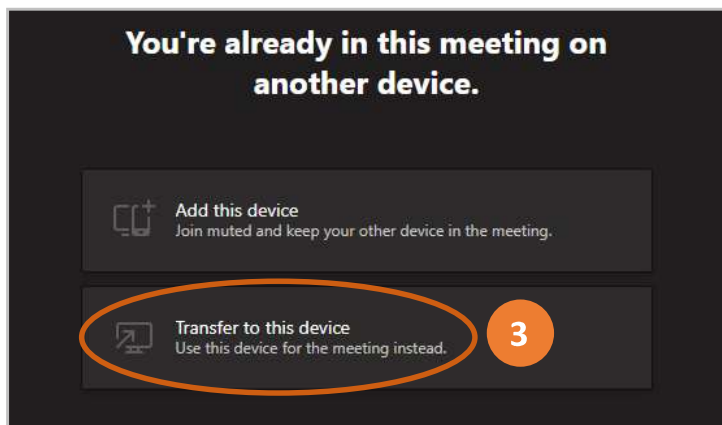 You're already in this meeting on
another device.
Add this device
Join muted and keep your other device in the meeting.
Transfer to this device
Use this device for the meeting instead.
3